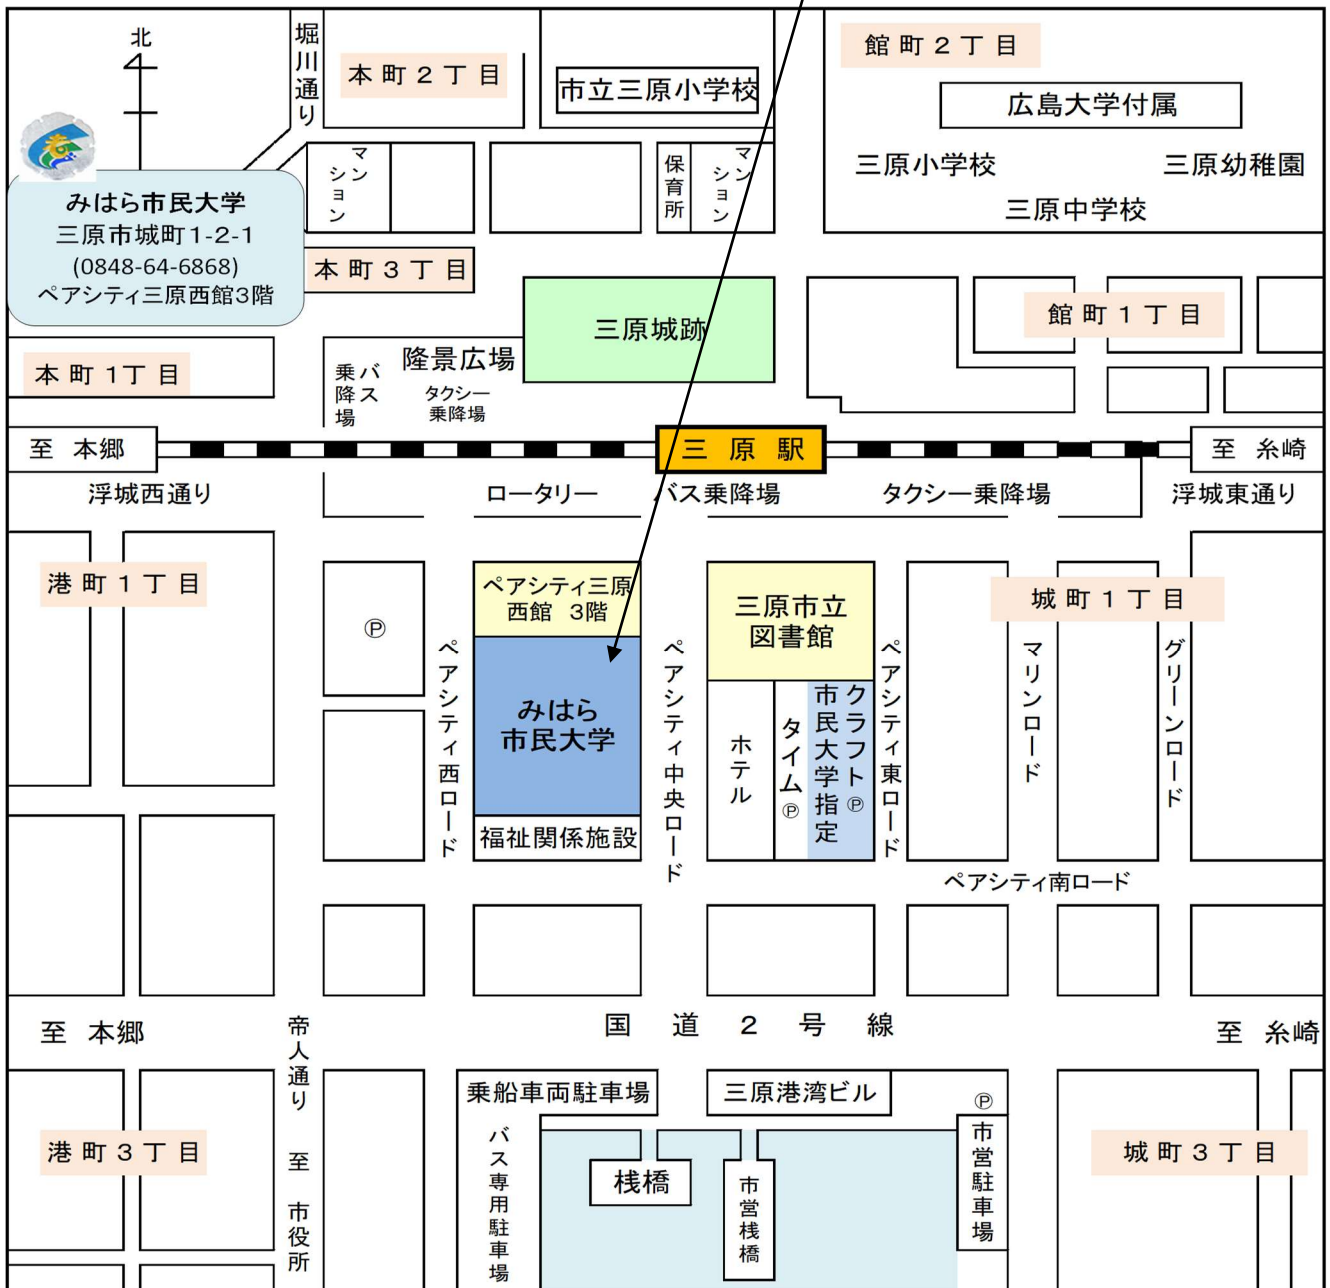 北
堀川通り
本町２丁目
市立三原小学校
館町２丁目
広島大学付属
三原小学校
三原幼稚園
三原中学校
マンション
保育所
マンション
みはら市民大学
三原市城町1-2-1
(0848-64-6868)
ペアシティ三原西館3階
本町３丁目
三原城跡
館町１丁目
本町1丁目
バス
乗降場
隆景広場
タクシー
乗降場
至 本郷
三原駅
至 糸崎
浮城西通り
ロータリー
バス乗降場
タクシー乗降場
浮城東通り
港町１丁目
Ⓟ
ペアシティ西ロード
ペアシティ三原
西館 3階
みはら
市民大学
福祉関係施設
ペアシティ中央ロード
三原市立
図書館
ホテル
タイムⓅ
クラフトⓅ
市民大学指定
ペアシティ東ロード
城町１丁目
マリンロード
グリーンロード
ペアシティ南ロード
至 本郷
国道２号線
至 糸崎
帝人通り 至 市役所
港町３丁目
乗船車両駐車場
三原港湾ビル
バス専用駐車場
桟橋
市営桟橋
Ⓟ
市営駐車場
城町３丁目